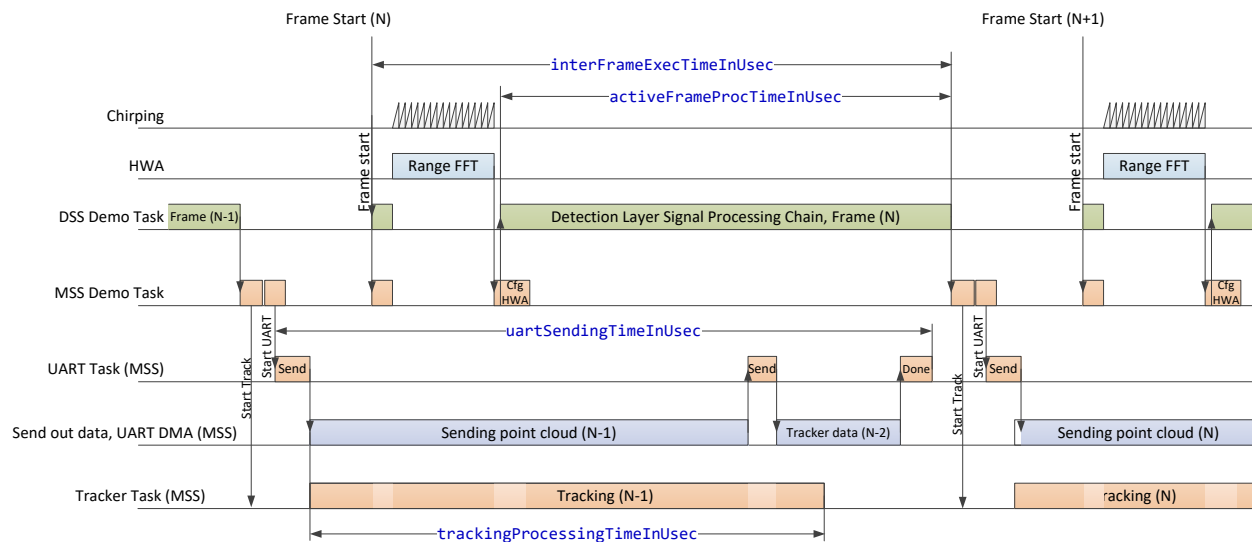 Frame Start (N)
Frame Start (N+1)
interFrameExecTimeInUsec
activeFrameProcTimeInUsec
Chirping
Frame start
Frame start
HWA
Range FFT
Range FFT
DSS Demo Task
Frame (N-1)
Detection Layer Signal Processing Chain, Frame (N)
MSS Demo Task
Cfg
HWA
Cfg
HWA
Start Track
Start UART
uartSendingTimeInUsec
Start Track
Start UART
UART Task (MSS)
Send
Send
Done
Send
Send out data, UART DMA (MSS)
Sending point cloud (N-1)
Tracker data (N-2)
Sending point cloud (N)
Tracker Task (MSS)
Tracking (N-1)
racking (N)
trackingProcessingTimeInUsec